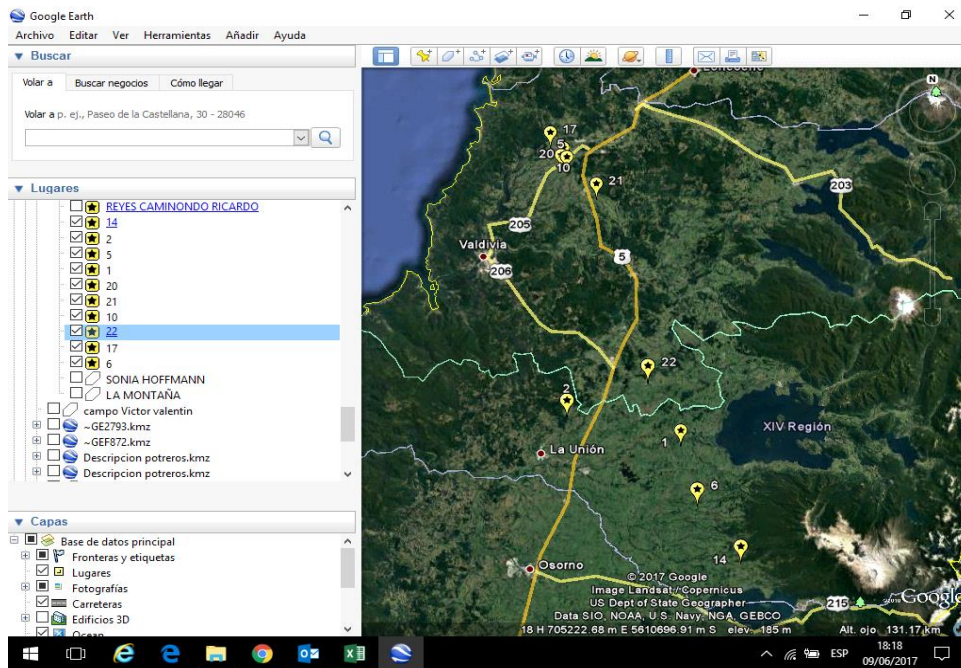 Google Earth
Archivo Editar Ver Herramientas Añadir Ayuda
▼ Buscar
Volar a Buscar negocios Cómo llegar
Volar a p. ej., Paseo de la Castellana, 30 - 28046
▼ Lugares
REYES CAMINONDO RICARDO
14
2
5
1
20
21
10
22
17
6
SONIA HOFFMANN
LA MONTAÑA
campo Victor valentin
~GE2793.kmz
~GEF872.kmz
Descripcion potreros.kmz
Descripcion potreros.kmz
▼ Capas
Base de datos principal
Fronteras y etiquetas
Lugares
Fotografías
Carreteras
Edificios 3D
Ocean
N
17
5
20
10
21
203
205
Valdivia
206
5
22
2
XIV Región
1
La Unión
6
14
Osorno
215
© 2017 Google
Image Landsat / Copernicus
US Dept of State Geographer
Data SIO, NOAA, U.S. Navy, NGA, GEBCO
Google
18 H 705222.68 m E 5610696.91 m S elev. 185 m Alt. ojo 131.17 km
ESP
18:18
09/06/2017